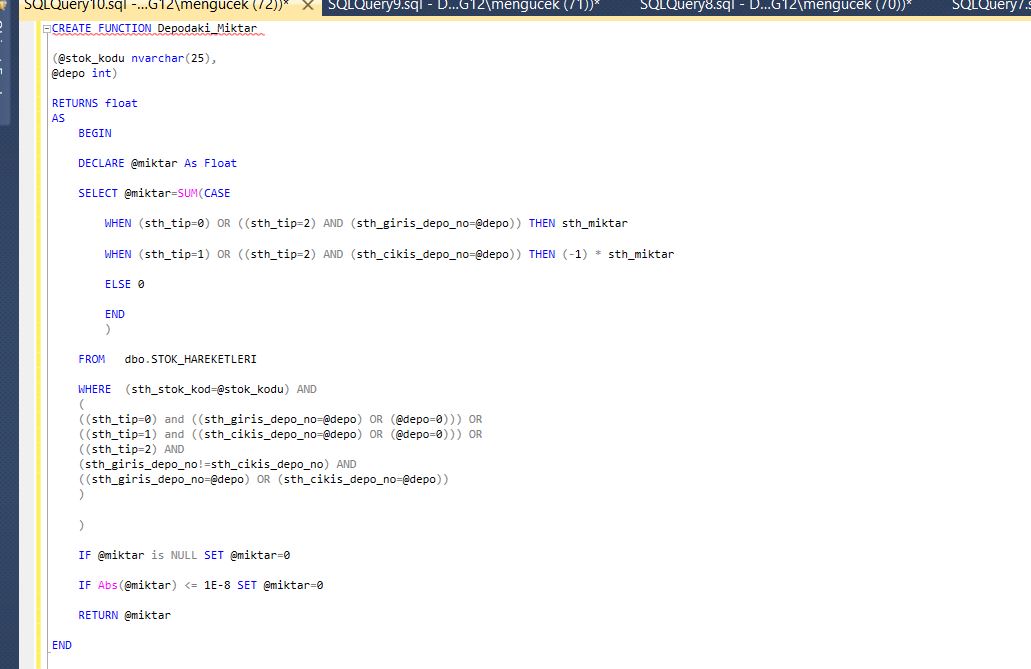 SQLQuery10.sql -...G12\mengucek (72))* SQLQuery9.sql - D...G12\mengucek (71))* SQLQuery8.sql - D...G12\mengucek (70))* SQLQuery7.s
CREATE FUNCTION Depodaki_Miktar
(@stok_kodu nvarchar(25),
@depo int)
RETURNS float
AS
BEGIN
DECLARE @miktar As Float
SELECT @miktar=SUM(CASE
WHEN (sth_tip=0) OR ((sth_tip=2) AND (sth_giris_depo_no=@depo)) THEN sth_miktar
WHEN (sth_tip=1) OR ((sth_tip=2) AND (sth_cikis_depo_no=@depo)) THEN (-1) * sth_miktar
ELSE 0
END
)
FROM dbo.STOK_HAREKETLERI
WHERE (sth_stok_kod=@stok_kodu) AND
(
((sth_tip=0) and ((sth_giris_depo_no=@depo) OR (@depo=0))) OR
((sth_tip=1) and ((sth_cikis_depo_no=@depo) OR (@depo=0))) OR
((sth_tip=2) AND
(sth_giris_depo_no!=sth_cikis_depo_no) AND
((sth_giris_depo_no=@depo) OR (sth_cikis_depo_no=@depo))
)
)
IF @miktar is NULL SET @miktar=0
IF Abs(@miktar) <= 1E-8 SET @miktar=0
RETURN @miktar
END